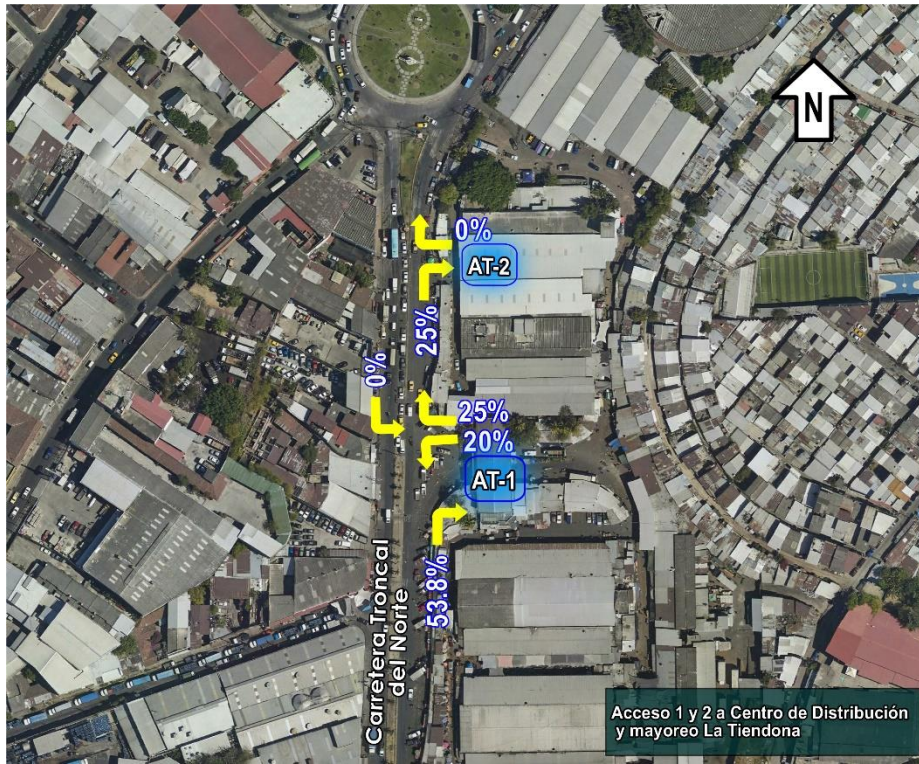 N
0%
AT-2
25%
0%
25%
20%
AT-1
53.8%
Carretera Troncal
del Norte
Acceso 1 y 2 a Centro de Distribución
y mayoreo La Tiendona